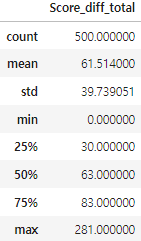 Score_diff_total
count 500.000000
mean 61.514000
std 39.739051
min 0.000000
25% 30.000000
50% 63.000000
75% 83.000000
max 281.000000